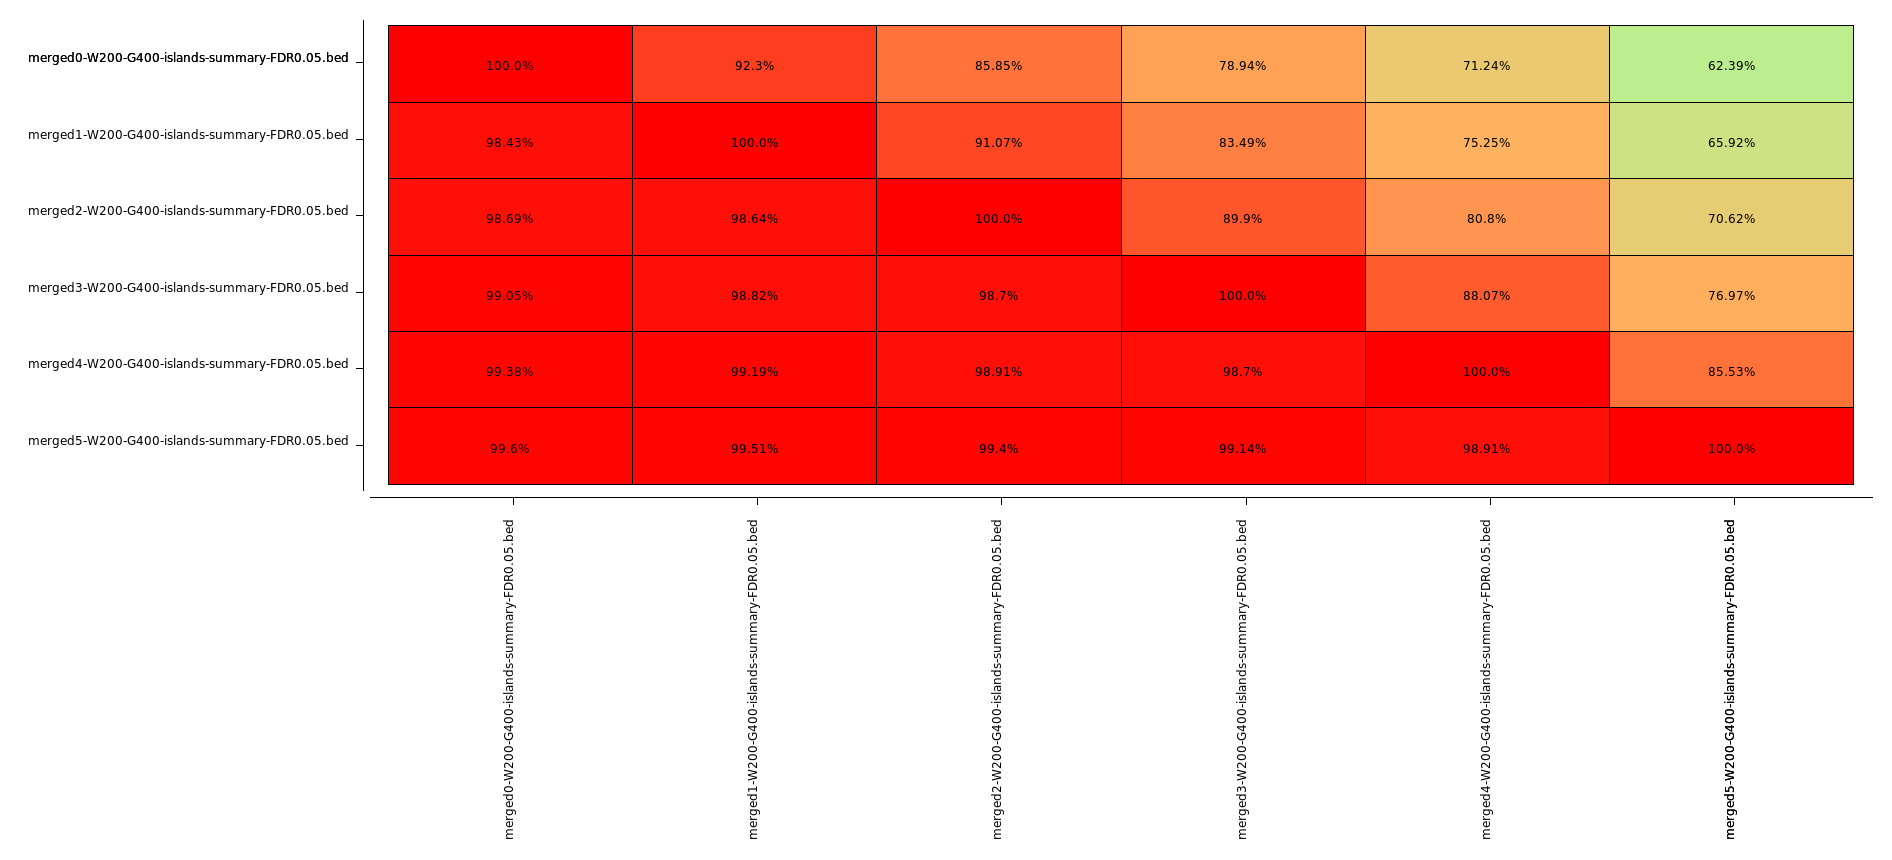 merged0-W200-G400-islands-summary-FDR0.05.bed 100.0% 92.3% 85.85% 78.94% 71.24% 62.39%
merged1-W200-G400-islands-summary-FDR0.05.bed 98.43% 100.0% 91.07% 83.49% 75.25% 65.92%
merged2-W200-G400-islands-summary-FDR0.05.bed 98.69% 98.64% 100.0% 89.9% 80.8% 70.62%
merged3-W200-G400-islands-summary-FDR0.05.bed 99.05% 98.82% 98.7% 100.0% 88.07% 76.97%
merged4-W200-G400-islands-summary-FDR0.05.bed 99.38% 99.19% 98.91% 98.7% 100.0% 85.53%
merged5-W200-G400-islands-summary-FDR0.05.bed 99.6% 99.51% 99.4% 99.14% 98.91% 100.0%
merged0-W200-G400-islands-summary-FDR0.05.bed
merged1-W200-G400-islands-summary-FDR0.05.bed
merged2-W200-G400-islands-summary-FDR0.05.bed
merged3-W200-G400-islands-summary-FDR0.05.bed
merged4-W200-G400-islands-summary-FDR0.05.bed
merged5-W200-G400-islands-summary-FDR0.05.bed